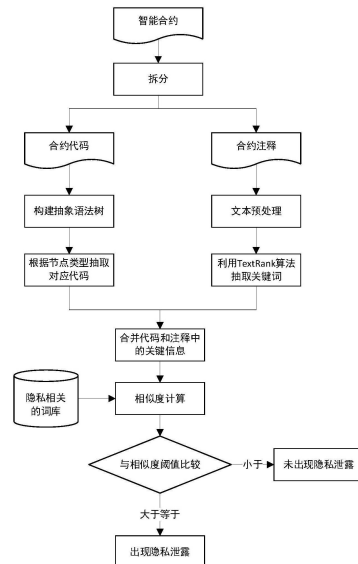 智能合约
拆分
合约代码
合约注释
构建抽象语法树
文本预处理
根据节点类型抽取
对应代码
利用TextRank算法
抽取关键词
合并代码和注释中
的关键信息
隐私相关
的词库
相似度计算
与相似度阈值比较
小于
未出现隐私泄露
大于等于
出现隐私泄露